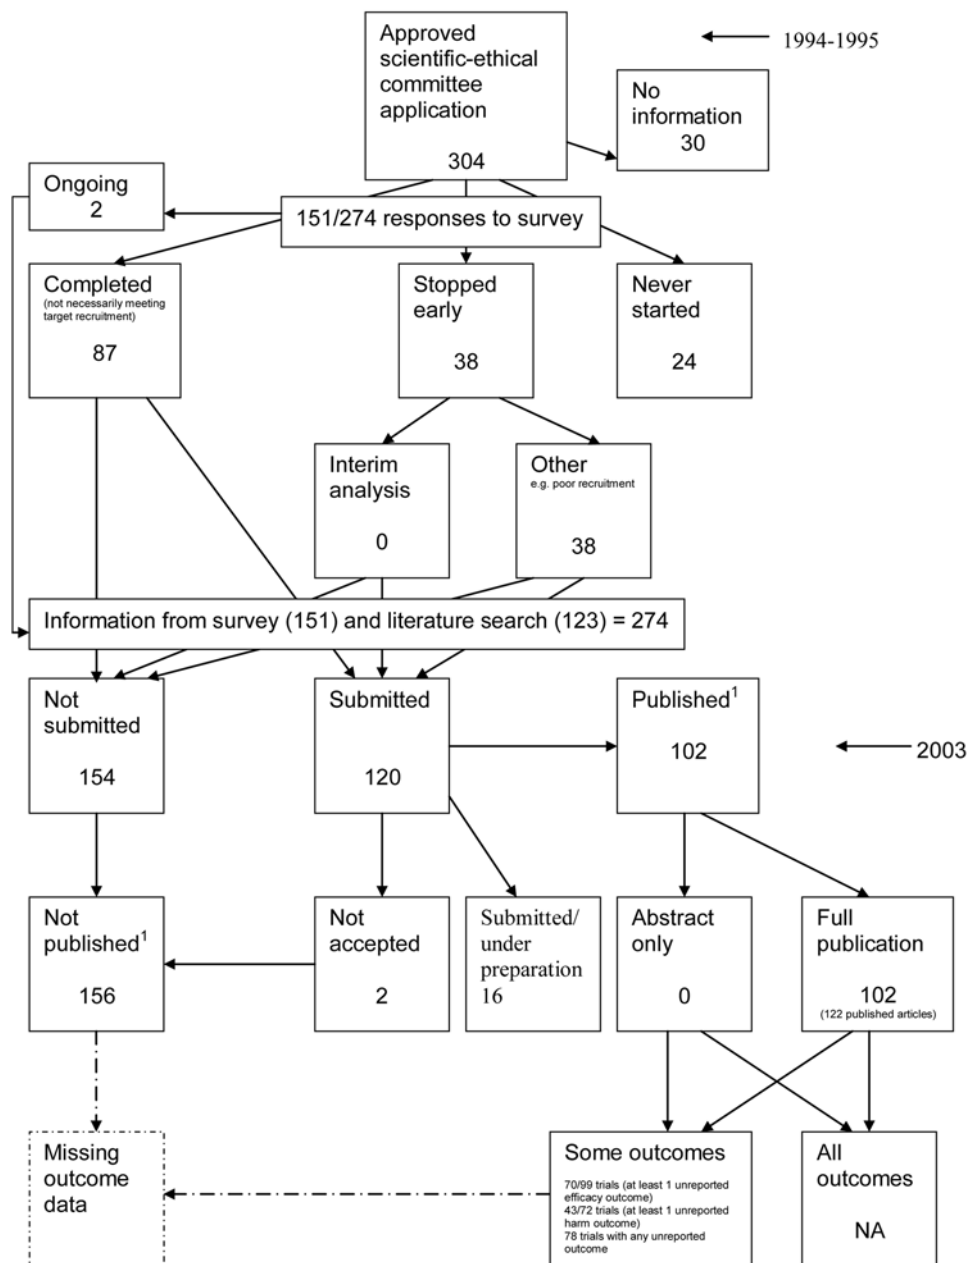 Approved
scientific-ethical
committee
application
304
1994-1995
No
information
30
Ongoing
2
151/274 responses to survey
Completed
(not necessarily meeting
target recruitment)
87
Stopped
early
38
Never
started
24
Interim
analysis
0
Other
e.g. poor recruitment
38
Information from survey (151) and literature search (123) = 274
Not
submitted
154
Submitted
120
Published¹
102
2003
Not
published¹
156
Not
accepted
2
Submitted/
under
preparation
16
Abstract
only
0
Full
publication
102
(122 published articles)
Missing
outcome
data
Some outcomes
70/99 trials (at least 1 unreported
efficacy outcome)
43/72 trials (at least 1 unreported
harm outcome)
78 trials with any unreported
outcome
All
outcomes
NA